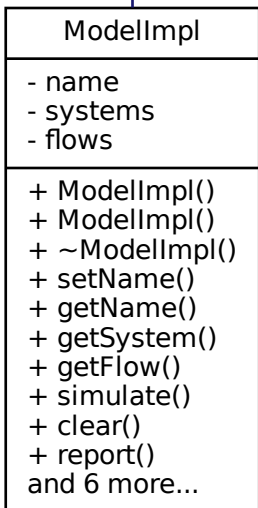 ModelImpl
- name
- systems
- flows
+ ModelImpl()
+ ModelImpl()
+ ~ModelImpl()
+ setName()
+ getName()
+ getSystem()
+ getFlow()
+ simulate()
+ clear()
+ report()
and 6 more...